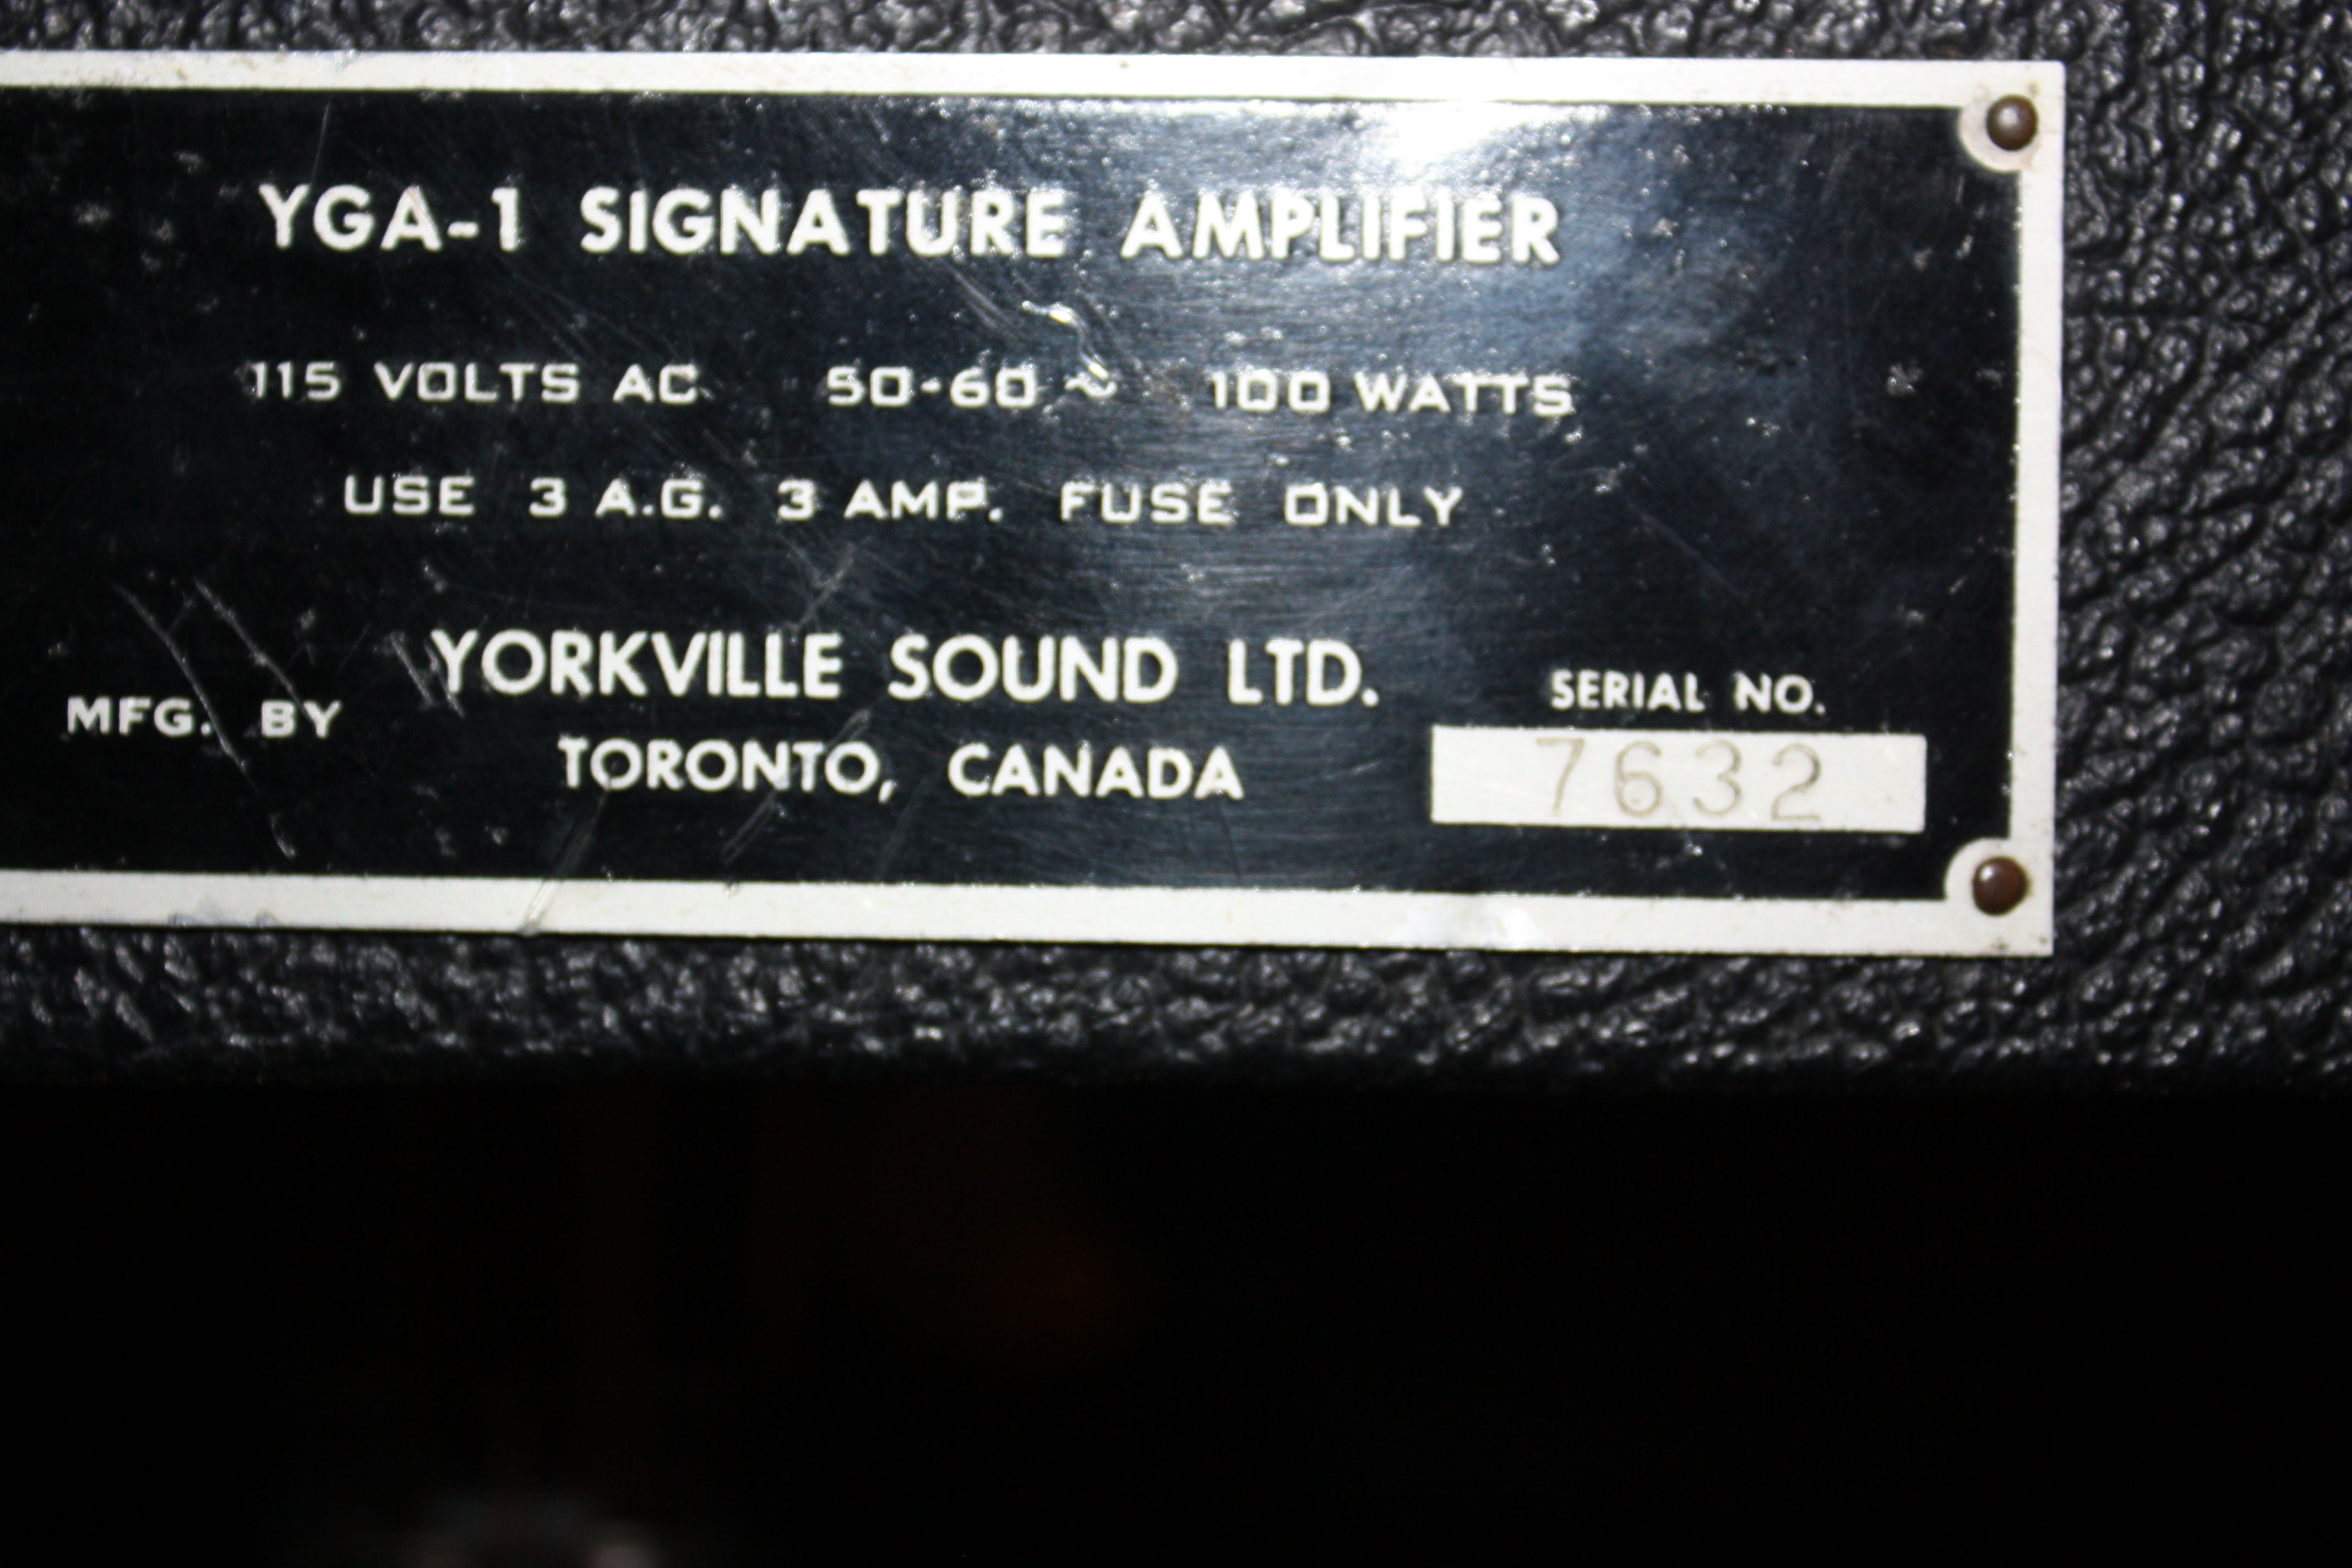 YGA-1 SIGNATURE AMPLIFIER
115 VOLTS AC 50-60 ~ 100 WATTS
USE 3 A.G. 3 AMP. FUSE ONLY
MFG. BY YORKVILLE SOUND LTD.
TORONTO, CANADA
SERIAL NO.
7632